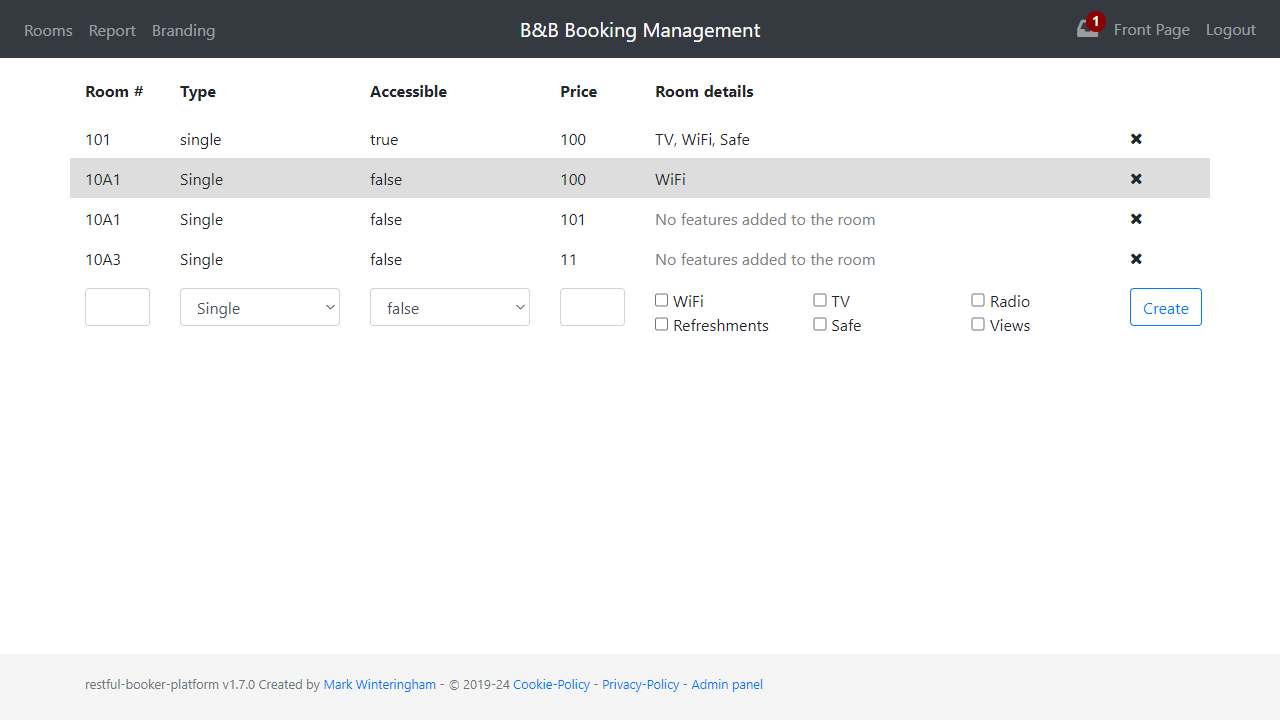 Rooms Report Branding B&B Booking Management 1 Front Page Logout
Room # Type Accessible Price Room details
101 single true 100 TV, WiFi, Safe
10A1 Single false 100 WiFi
10A1 Single false 101 No features added to the room
10A3 Single false 11 No features added to the room
Single false WiFi TV Radio Create
Refreshments Safe Views
restful-booker-platform v1.7.0 Created by Mark Winteringham - © 2019-24 Cookie-Policy - Privacy-Policy - Admin panel